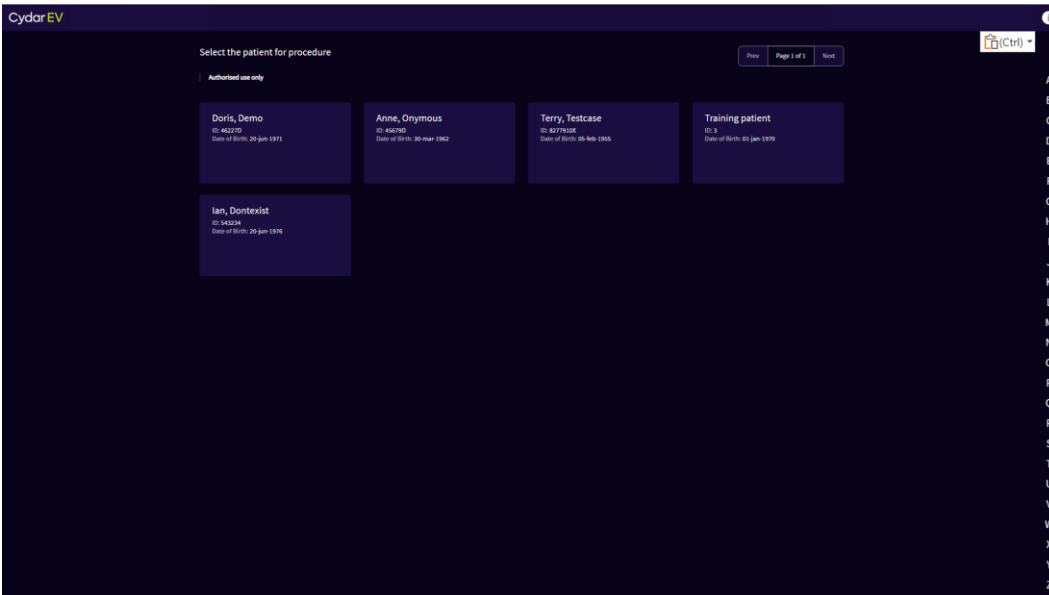 CydarEV
(Ctrl)
Select the patient for procedure
Prev Page 1 of 1 Next
Authorised use only
Doris, Demo
ID: 46227D
Date of Birth: 20-jun-1971
Anne, Onymous
ID: 45679D
Date of Birth: 30-mar-1962
Terry, Testcase
ID: 8277910X
Date of Birth: 05-feb-1955
Training patient
ID: 3
Date of Birth: 01-jan-1970
Ian, Dontexist
ID: 543234
Date of Birth: 20-jun-1976